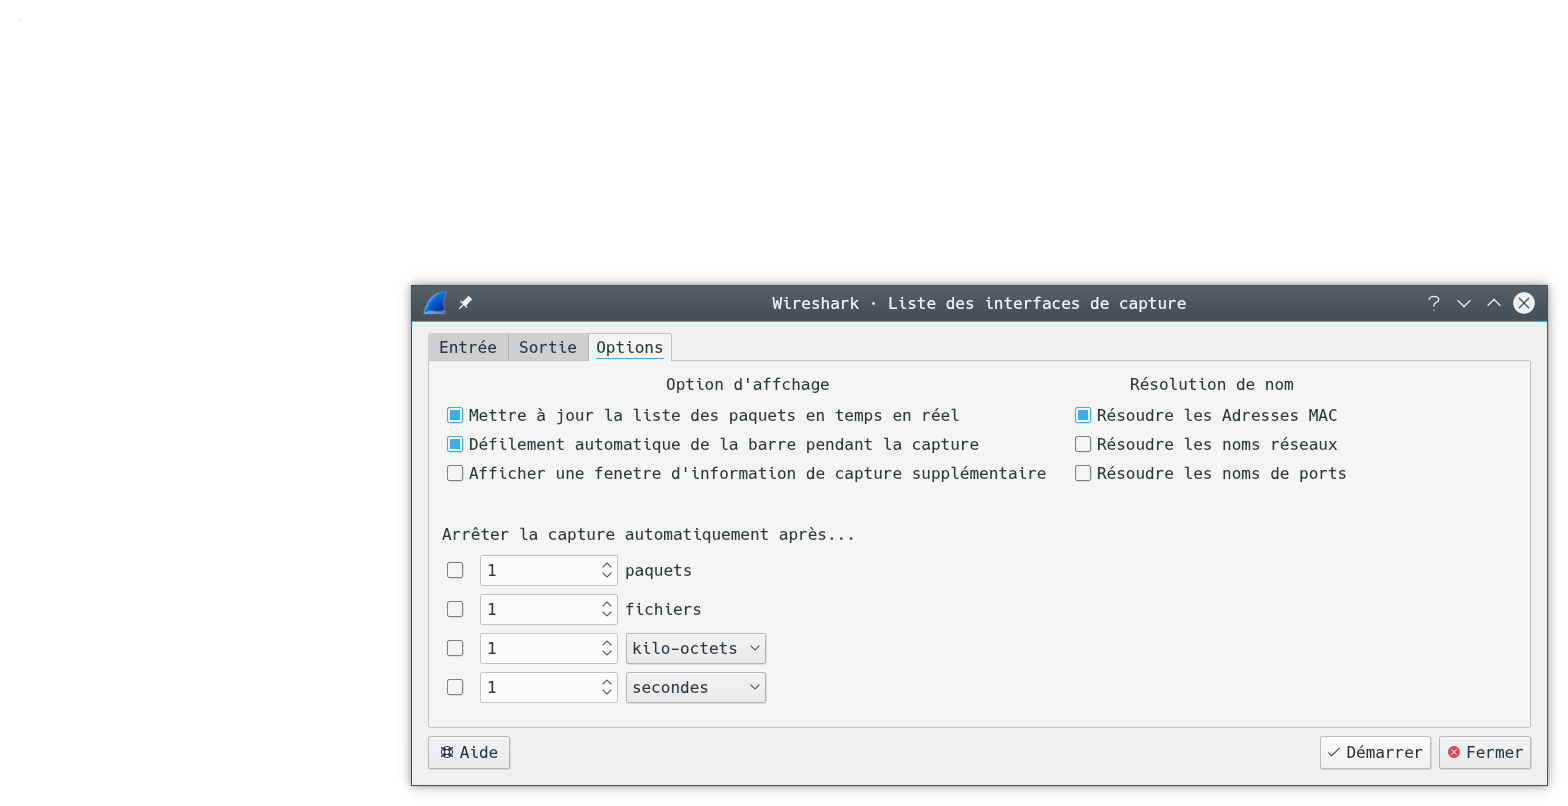 Wireshark · Liste des interfaces de capture
Entrée Sortie Options
Option d'affchage Résolution de nom
Mettre à jour la liste des paquets en temps en réel Résoudre les Adresses MAC
Défilement automatique de la barre pendant la capture Résoudre les noms réseaux
Afficher une fenetre d'information de capture supplémentaire Résoudre les noms de ports
Arrêter la capture automatiquement après...
1 paquets
1 fichiers
1 kilo-octets
1 secondes
Aide Démarrer Fermer